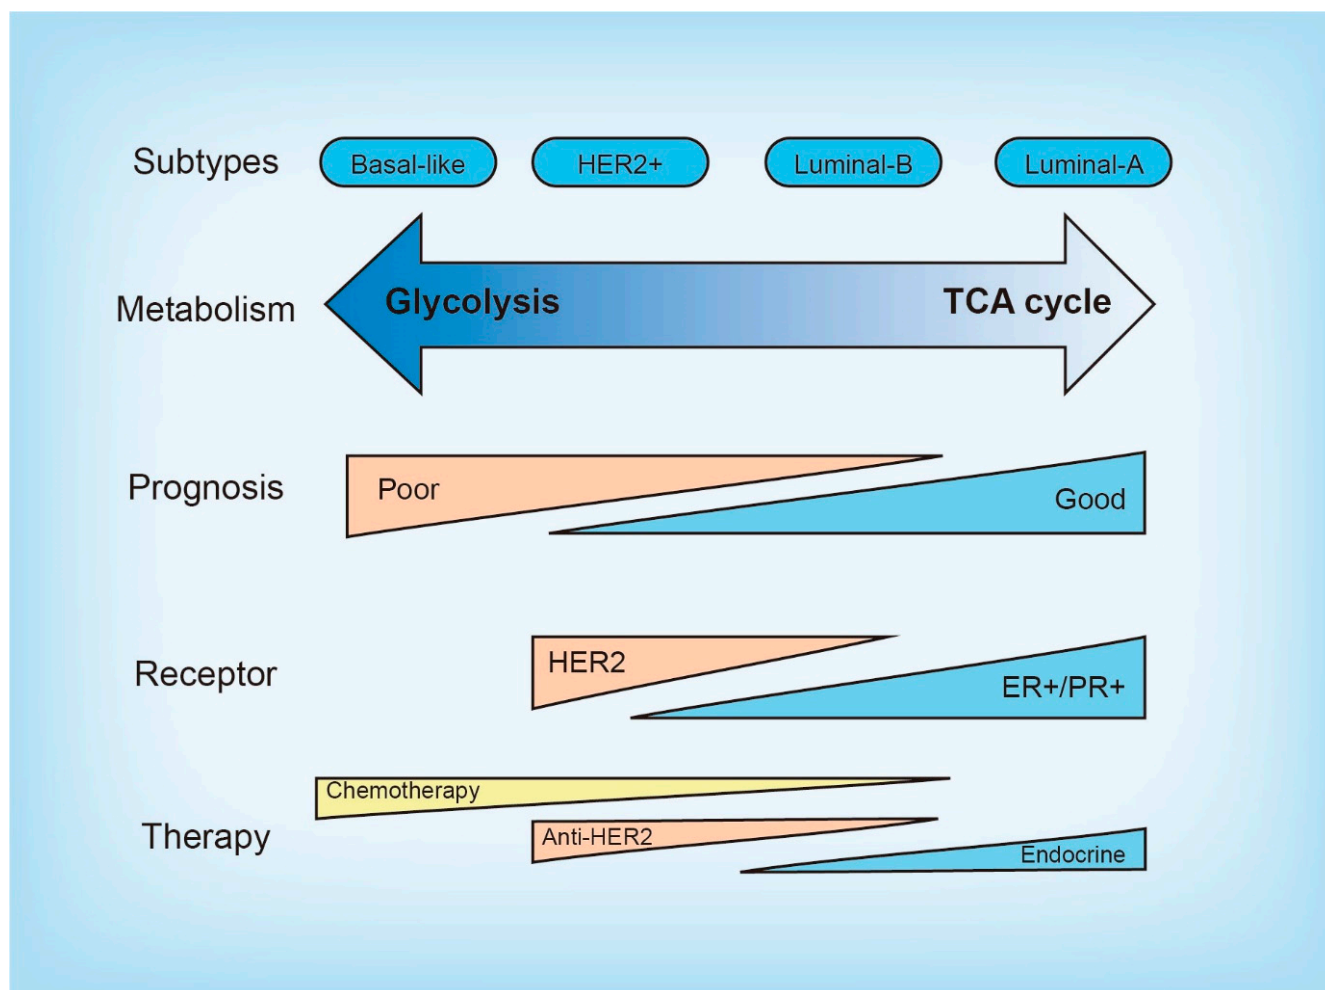 Subtypes Basal-like HER2+ Luminal-B Luminal-A
Metabolism Glycolysis TCA cycle
Prognosis Poor Good
Receptor HER2 ER+/PR+
Chemotherapy
Therapy Anti-HER2 Endocrine